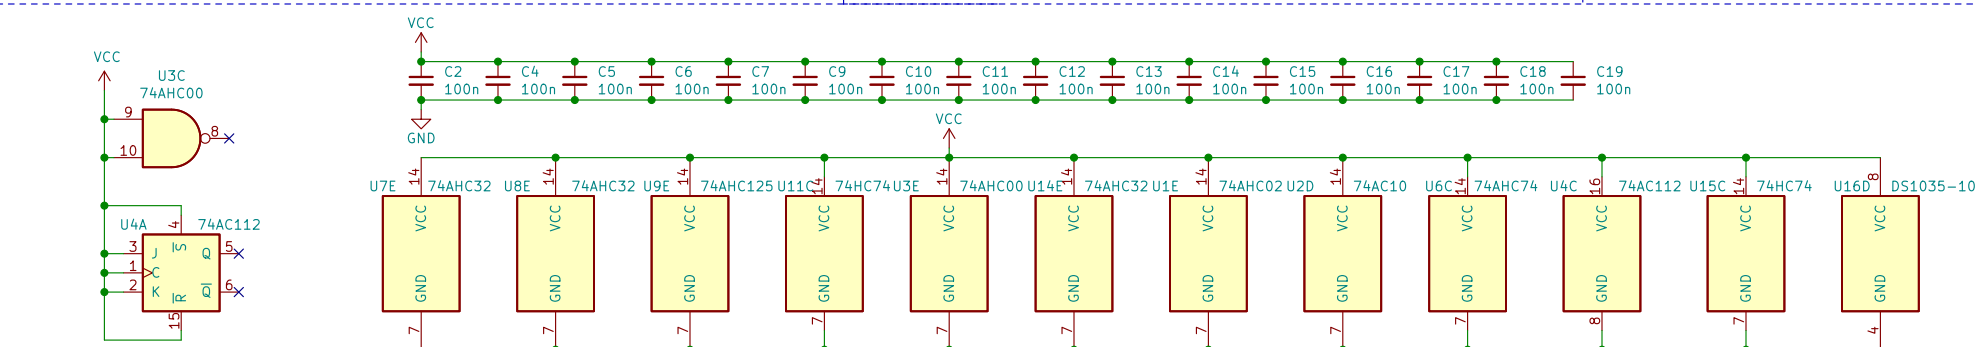 VCC
C2 C4 C5 C6 C7 C9 C10 C11 C12 C13 C14 C15 C16 C17 C18 C19
100n 100n 100n 100n 100n 100n 100n 100n 100n 100n 100n 100n 100n 100n 100n 100n
GND
VCC
U3C
74AHC00
9
10
8
VCC
14 14 14 14 14 14 14 14 14 16 14 8
U7E 74AHC32 U8E 74AHC32 U9E 74AHC125 U11C 74HC74 U3E 74AHC00 U14E 74AHC32 U1E 74AHC02 U2D 74AC10 U6C 74AHC74 U4C 74AC112 U15C 74HC74 U16D DS1035-10
VCC VCC VCC VCC VCC VCC VCC VCC VCC VCC VCC VCC
GND GND GND GND GND GND GND GND GND GND GND GND
7 7 7 7 7 7 7 7 7 8 7 4
U4A 74AC112
4
S
3 J Q 5
1 C
2 K Q 6
R
15